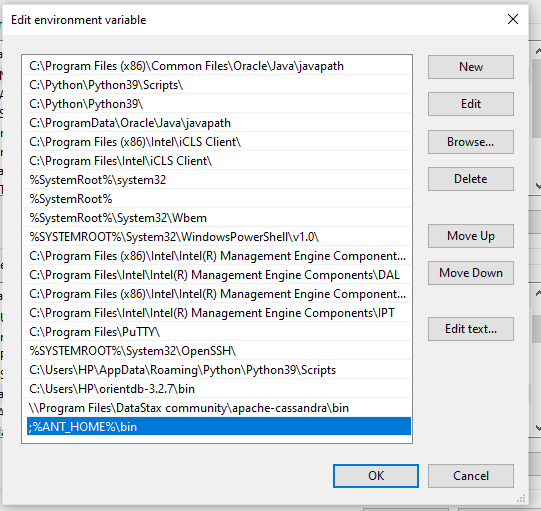 Edit environment variable
C:\Program Files (x86)\Common Files\Oracle\Java\javapath
C:\Python\Python39\Scripts\
C:\Python\Python39\
C:\ProgramData\Oracle\Java\javapath
C:\Program Files (x86)\Intel\iCLS Client\
C:\Program Files\Intel\iCLS Client\
%SystemRoot%\system32
%SystemRoot%
%SystemRoot%\System32\Wbem
%SYSTEMROOT%\System32\WindowsPowerShell\v1.0\
C:\Program Files (x86)\Intel\Intel(R) Management Engine Component...
C:\Program Files\Intel\Intel(R) Management Engine Components\DAL
C:\Program Files (x86)\Intel\Intel(R) Management Engine Component...
C:\Program Files\Intel\Intel(R) Management Engine Components\IPT
C:\Program Files\PuTTY\
%SYSTEMROOT%\System32\OpenSSH\
C:\Users\HP\AppData\Roaming\Python\Python39\Scripts
C:\Users\HP\orientdb-3.2.7\bin
\\Program Files\DataStax community\apache-cassandra\bin
;%ANT_HOME%\bin
New
Edit
Browse...
Delete
Move Up
Move Down
Edit text...
OK
Cancel